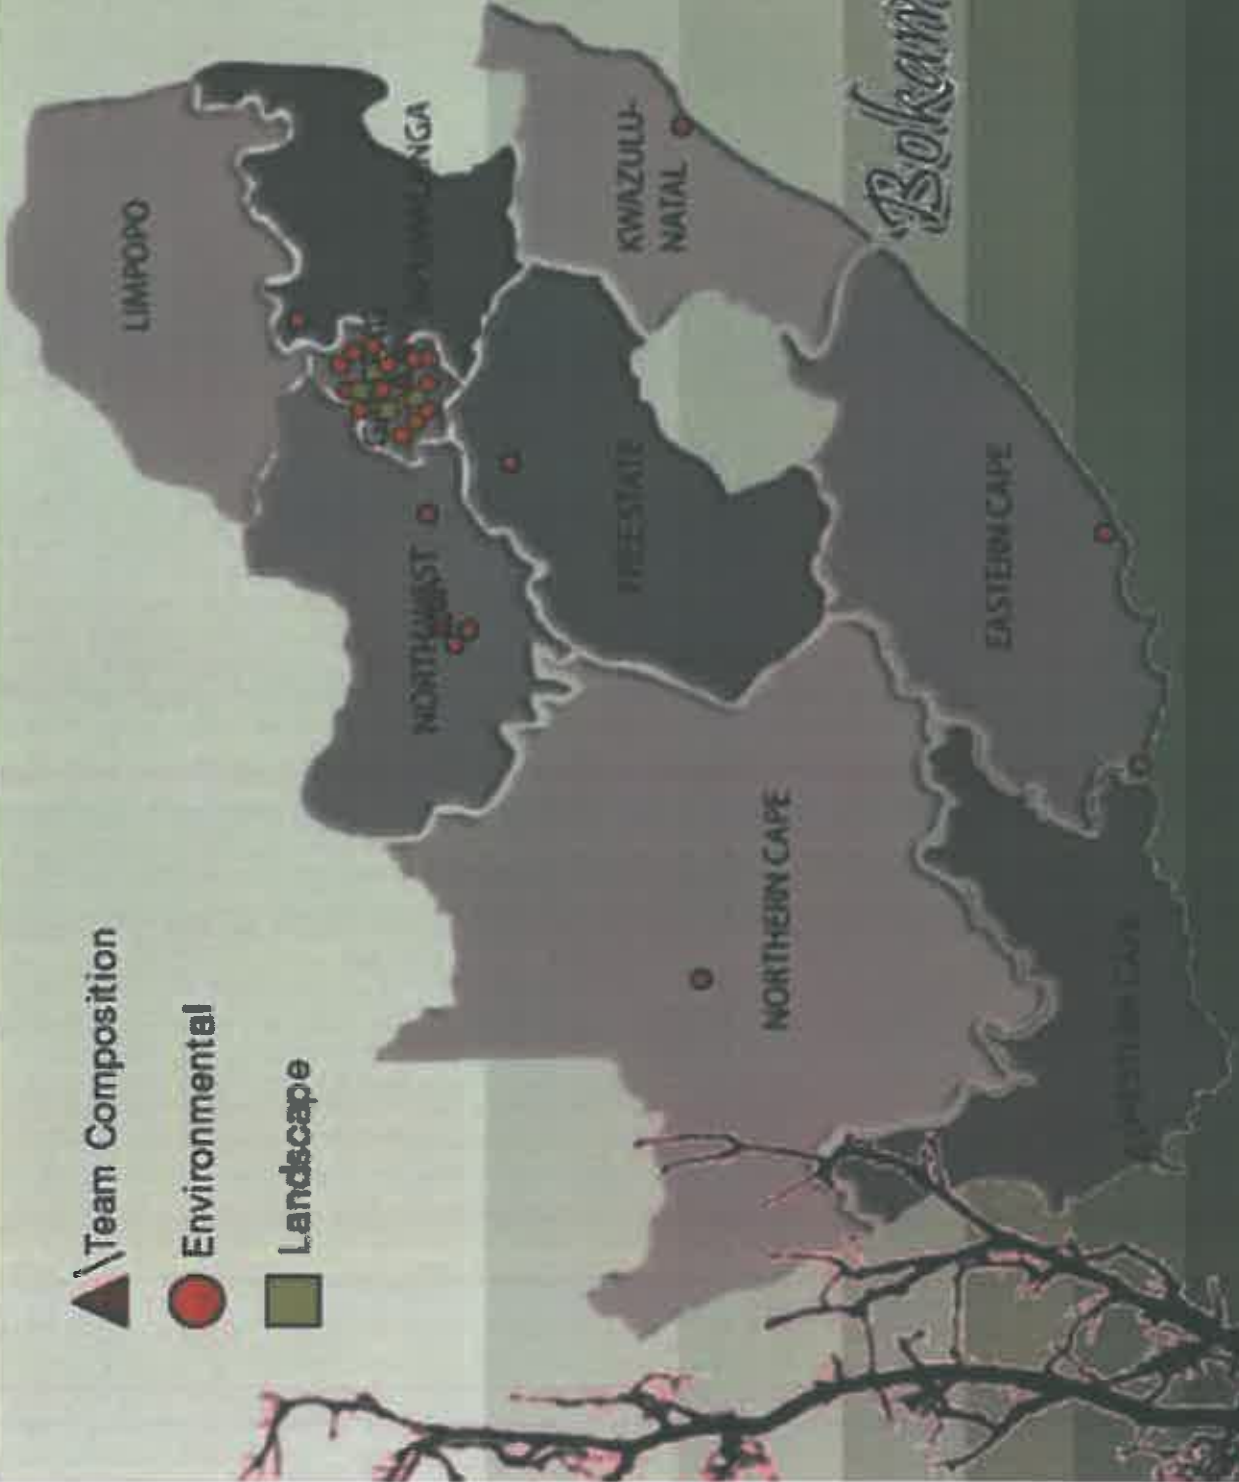 Team Composition
Environmental
Landscape
LIMPOPO
NORTHWEST
FREESTATE
KWAZULU-
NATAL
NORTHERN CAPE
EASTERN CAPE